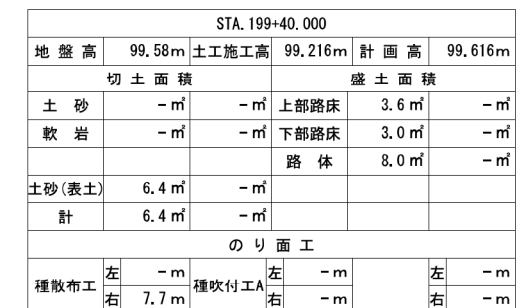 STA.199+40.000
地盤高 99.58m 土工施工高 99.216m 計画高 99.616m
切土面積 盛土面積
土砂 -㎡ -㎡ 上部路床 3.6㎡ -㎡
軟岩 -㎡ -㎡ 下部路床 3.0㎡ -㎡
路体 8.0㎡ -㎡
土砂(表土) 6.4㎡ -㎡
計 6.4㎡ -㎡
のり面工
種散布工 左 -m 種吹付工A 左 -m 左 -m
右 7.7m 右 -m 右 -m